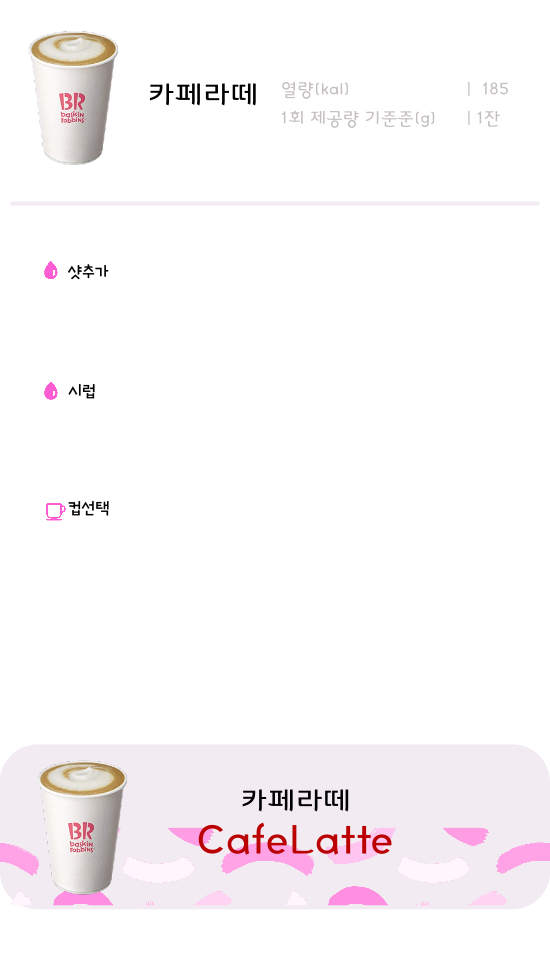 BR
baskin
robbins
카페라떼
열량(kal) | 185
1회 제공량 기준준(g) | 1잔
샷추가
시럽
컵선택
BR
baskin
robbins
카페라떼
CafeLatte